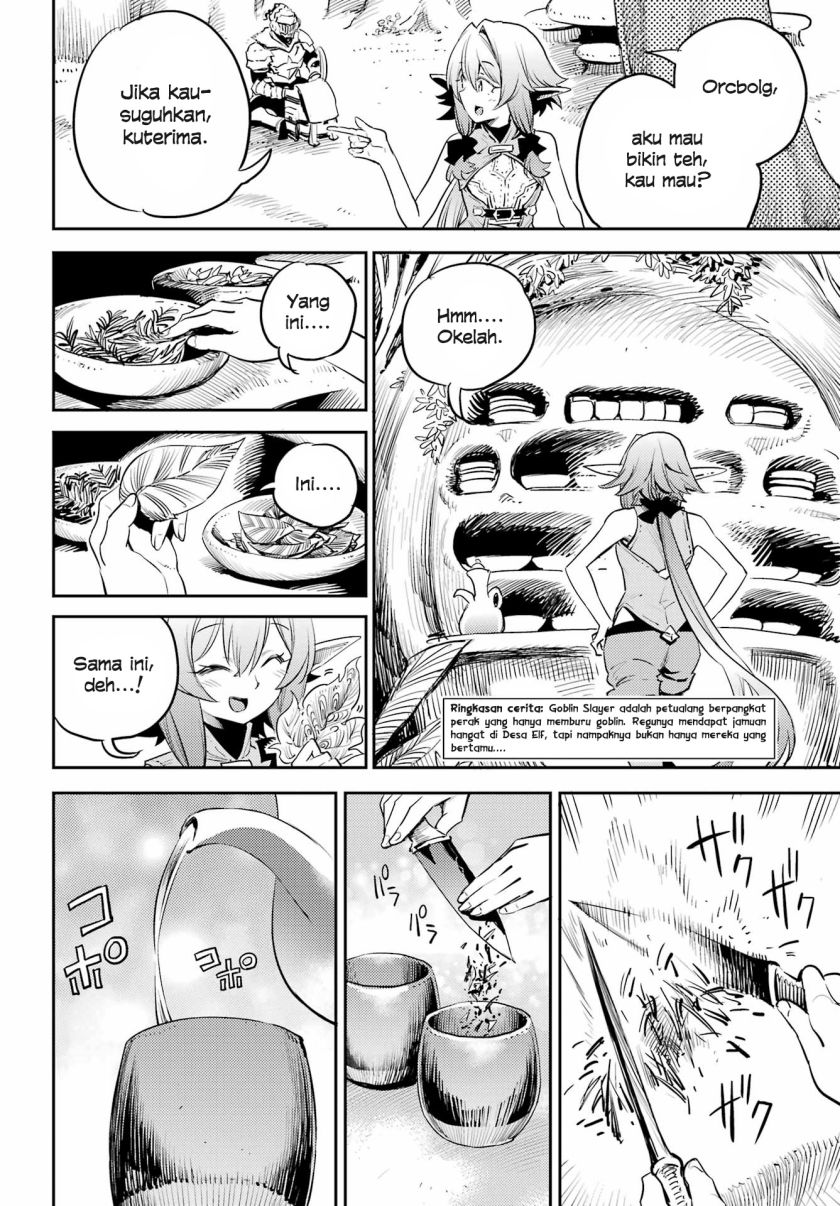 Orcbolg,
aku mau
bikin teh,
kau mau?
Jika kau-
suguhkan,
kuterima.
Hmm....
Okelah.
Yang
ini....
Ini....
Sama ini,
deh...!
Ringkasan cerita: Goblin Slayer adalah petualang berpangkat
perak yang hanya memburu goblin. Regunya mendapat jamuan
hangat di Desa Elf, tapi nampaknya bukan hanya mereka yang
bertamu....
ザク
ザク
パラ
パラ
コポ
コポ